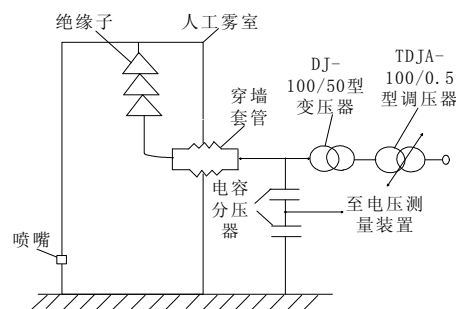 绝缘子
人工雾室
DJ-
100/50型
变压器
TDJA-
100/0.5
型调压器
穿墙
套管
电容
分压
器
至电压测
量装置
喷嘴